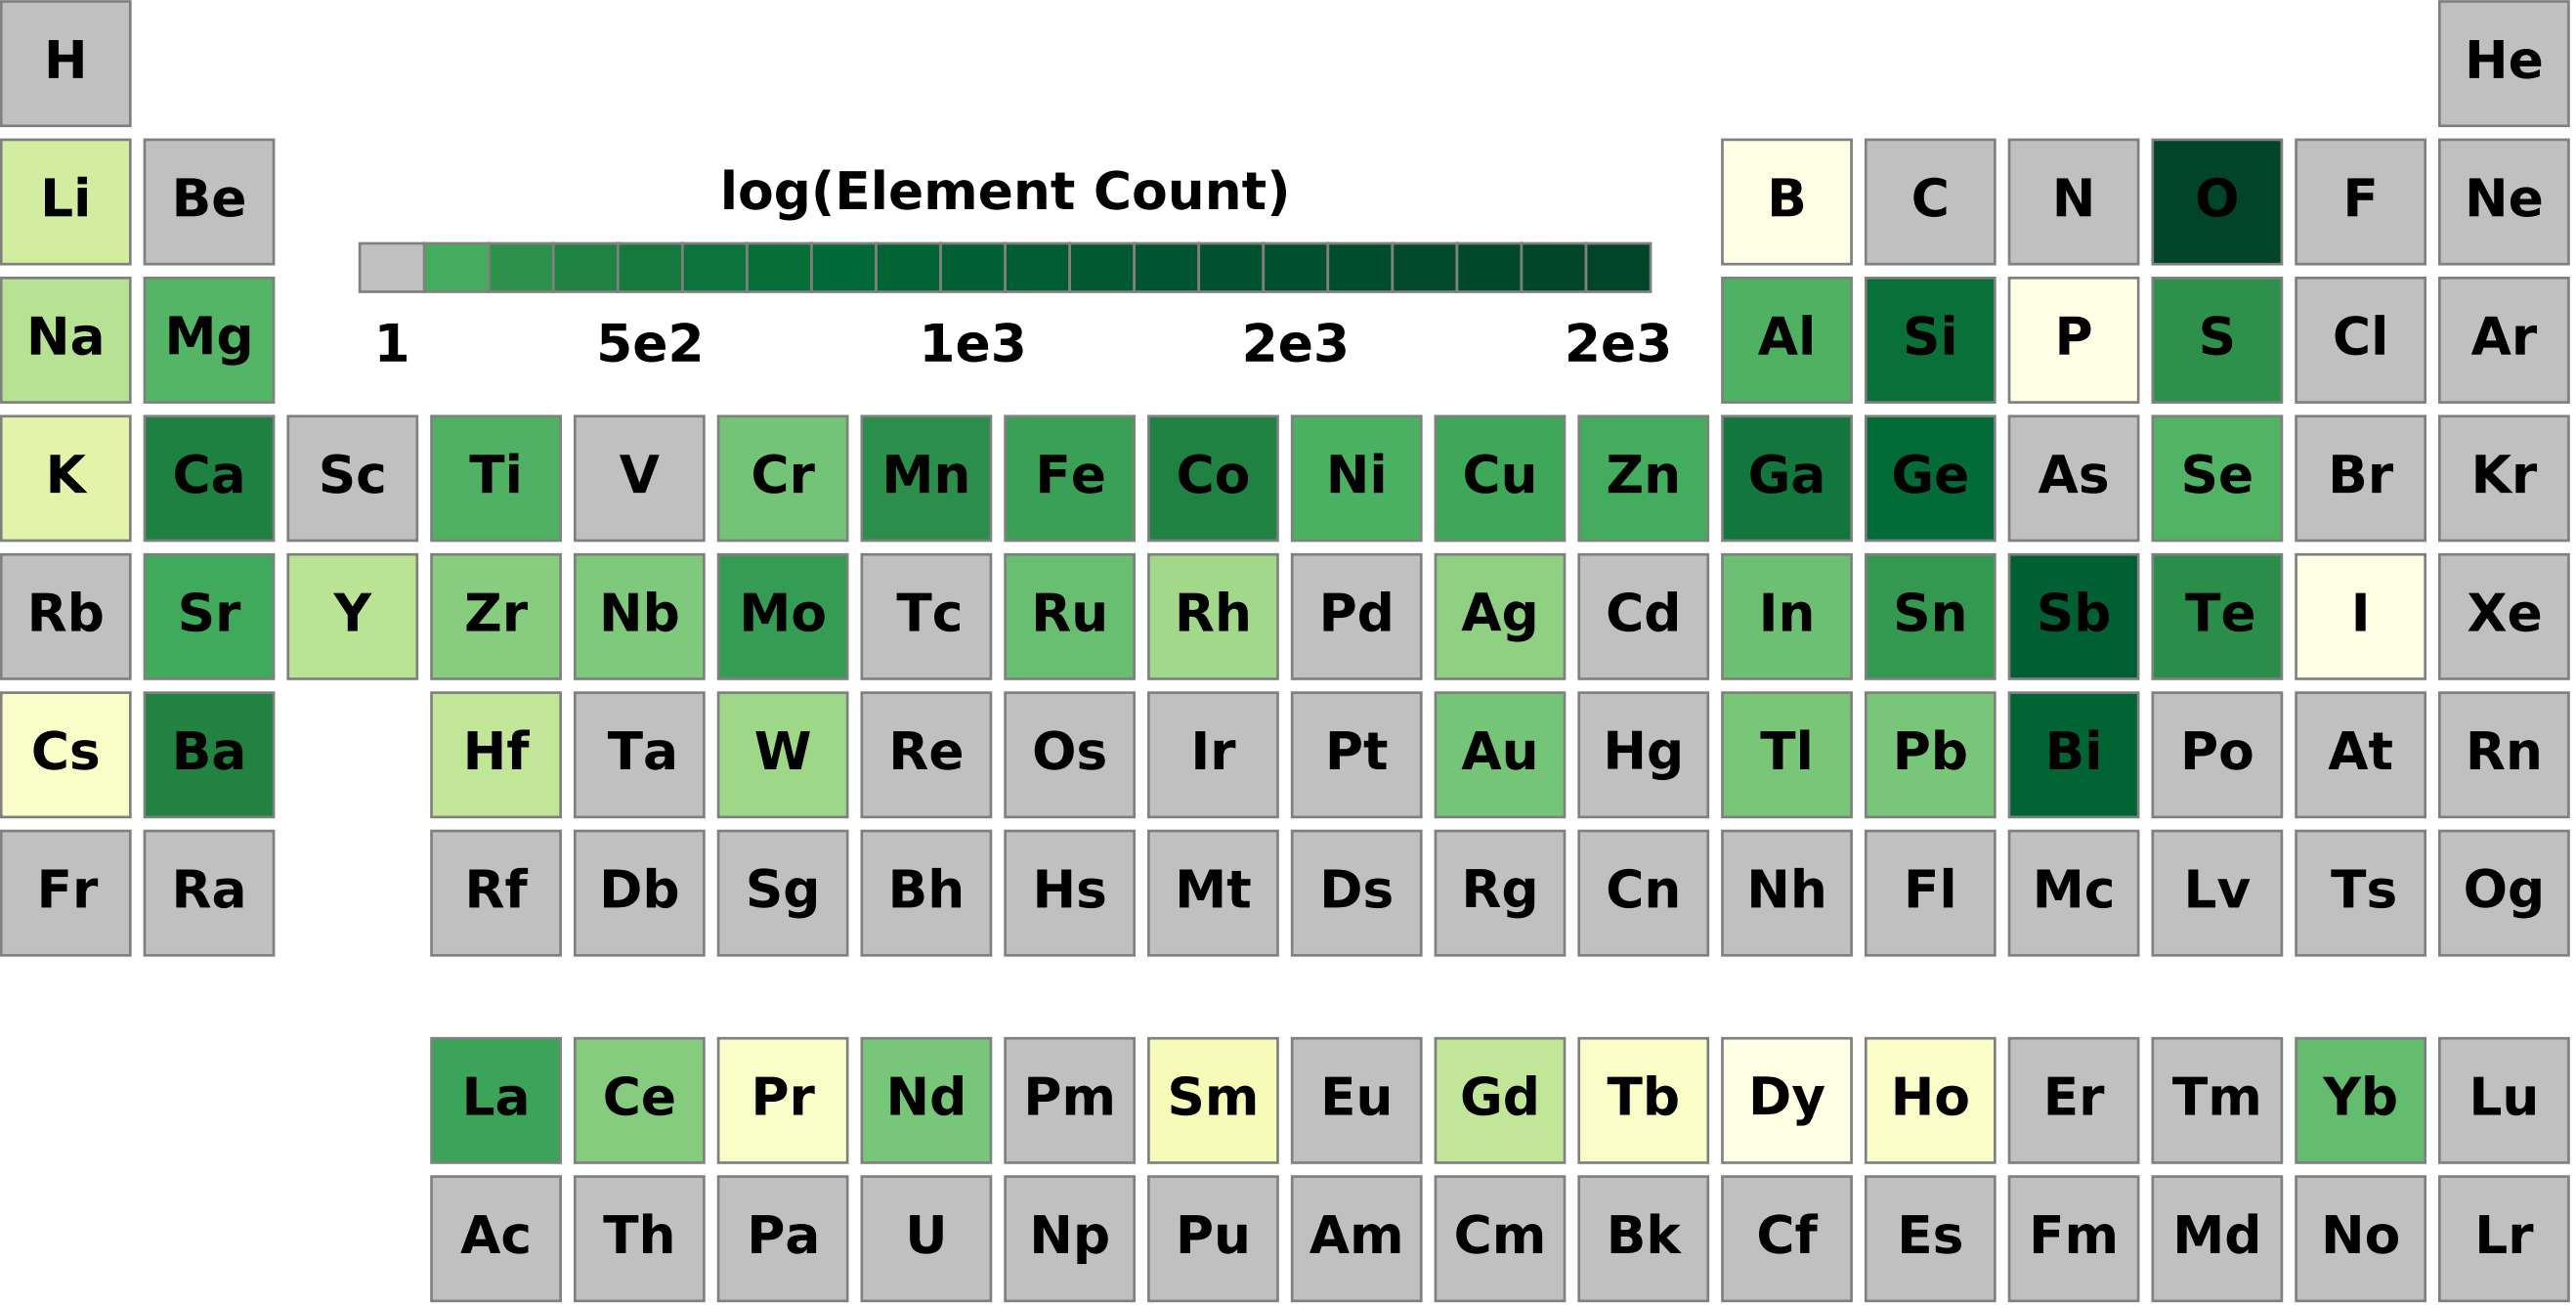 H He
Li Be B C N O F Ne
log(Element Count)
Na Mg Al Si P S Cl Ar
1 5e2 1e3 2e3 2e3
K Ca Sc Ti V Cr Mn Fe Co Ni Cu Zn Ga Ge As Se Br Kr
Rb Sr Y Zr Nb Mo Tc Ru Rh Pd Ag Cd In Sn Sb Te I Xe
Cs Ba Hf Ta W Re Os Ir Pt Au Hg Tl Pb Bi Po At Rn
Fr Ra Rf Db Sg Bh Hs Mt Ds Rg Cn Nh Fl Mc Lv Ts Og
La Ce Pr Nd Pm Sm Eu Gd Tb Dy Ho Er Tm Yb Lu
Ac Th Pa U Np Pu Am Cm Bk Cf Es Fm Md No Lr